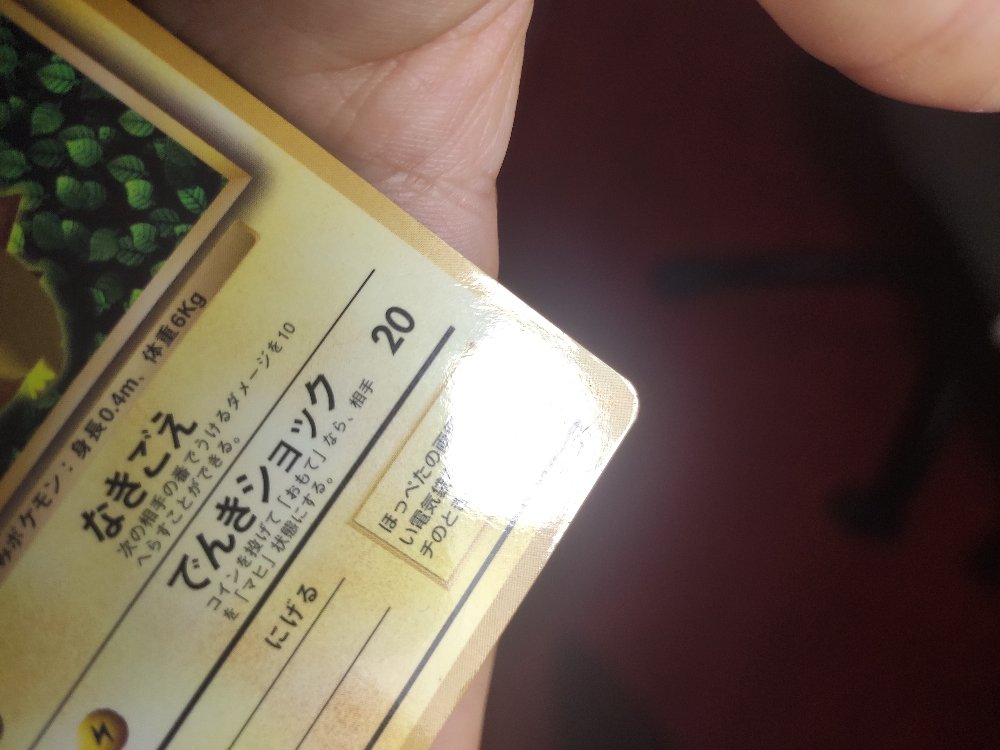 ポケモン：身長0.4m、体重6Kg
なきごえ
次の相手の番でうけるダメージを10
へらすことができる。
でんきショック 20
コインを投げて「おもて」なら、相手
を「マヒ」状態にする。
にげる
ほっぺたの両
い電気
チのと